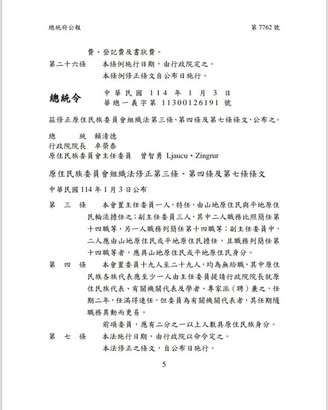 總統府公報 第 7762 號
費、登記費及書狀費。
第二十六條 本條例施行日期，由行政院定之。
本條例修正條文自公布日施行。
總統令 中華民國 114 年 1 月 3 日
華總一義字第 11300126191 號
茲修正原住民族委員會組織法第三條、第四條及第七條條文，公布之。
總 統 賴清德
行政院院長 卓榮泰
原住民族委員會主任委員 曾智勇 Ljaucu・Zingrur
原住民族委員會組織法修正第三條、第四條及第七條條文
中華民國 114 年 1 月 3 日公布
第 三 條 本會置主任委員一人，特任，由山地原住民與平地原住
民輪流擔任之；副主任委員三人，其中二人職務比照簡任第
十四職等，另一人職務列簡任第十四職等；副主任委員中，
二人應由山地原住民或平地原住民擔任，且職務列簡任第
十四職等者，應具山地原住民或平地原住民身分。
第 四 條 本會置委員十九人至二十九人，均為無給職，其中原住
民族各族代表應至少一人由主任委員提請行政院院長就原
住民族代表、有關機關代表及學者、專家派（聘）兼之，任
期二年，任滿得連任，但委員為有關機關代表者，其任期隨
職務異動而更易。
前項委員，應有二分之一以上人數具原住民族身分。
第 七 條 本法施行日期，由行政院以命令定之。
本法修正之條文，自公布日施行。
5